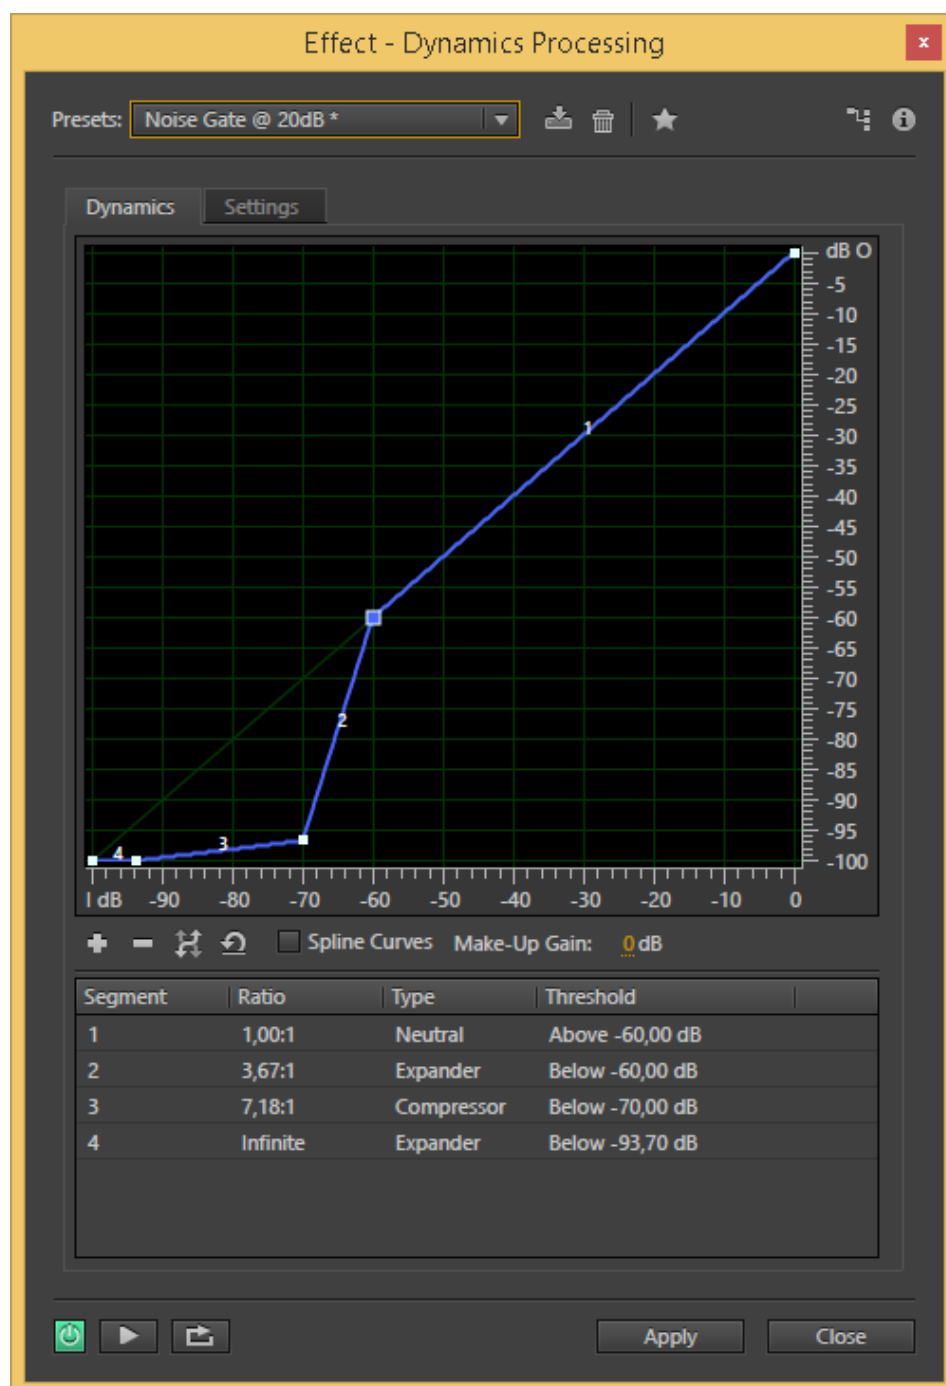 Effect - Dynamics Processing
x
Presets: Noise Gate @ 20dB *
Dynamics Settings
dB O
-5
-10
-15
-20
-25
1
-30
-35
-40
-45
-50
-55
-60
-65
-70
2
-75
-80
-85
-90
3
-95
4
-100
I dB -90 -80 -70 -60 -50 -40 -30 -20 -10 0
Spline Curves Make-Up Gain: 0 dB
Segment Ratio Type Threshold
1 1,00:1 Neutral Above -60,00 dB
2 3,67:1 Expander Below -60,00 dB
3 7,18:1 Compressor Below -70,00 dB
4 Infinite Expander Below -93,70 dB
Apply Close